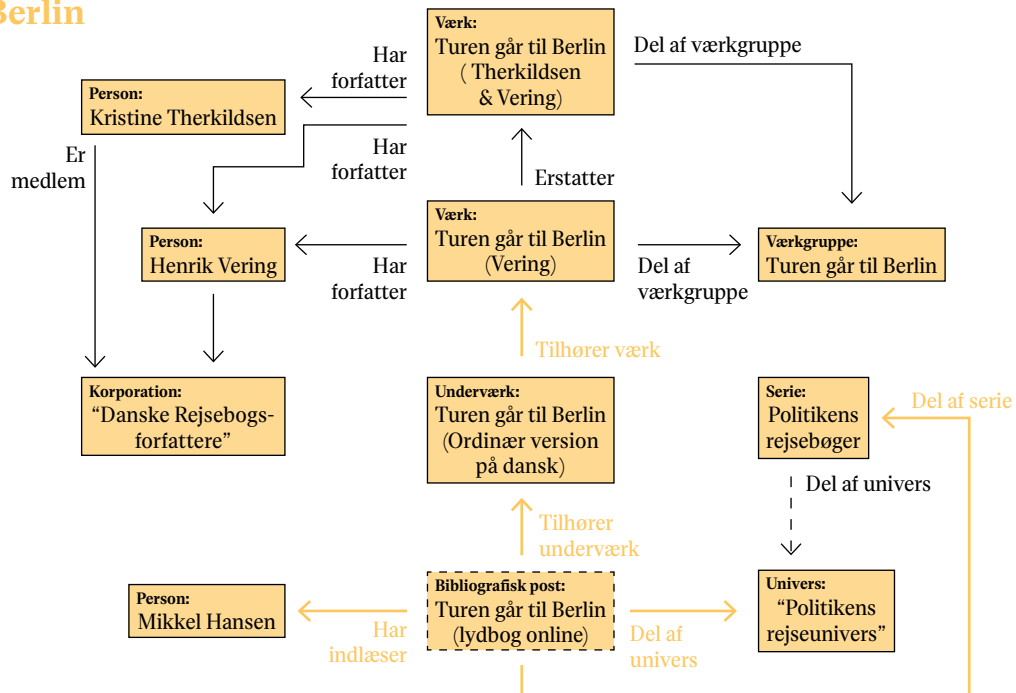 Berlin
Værk:
Turen går til Berlin
( Therkildsen
& Vering)
Har
forfatter
Del af værkgruppe
Person:
Kristine Therkildsen
Har
forfatter
Er
medlem
Erstatter
Værk:
Turen går til Berlin
(Vering)
Person:
Henrik Vering
Har
forfatter
Del af
værkgruppe
Værkgruppe:
Turen går til Berlin
Tilhører værk
Korporation:
“Danske Rejsebogs-
forfattere”
Underværk:
Turen går til Berlin
(Ordinær version
på dansk)
Serie:
Politikens
rejsebøger
Del af serie
Del af univers
Tilhører
underværk
Person:
Mikkel Hansen
Har
indlæser
Bibliografisk post:
Turen går til Berlin
(lydbog online)
Del af
univers
Univers:
“Politikens
rejseunivers”